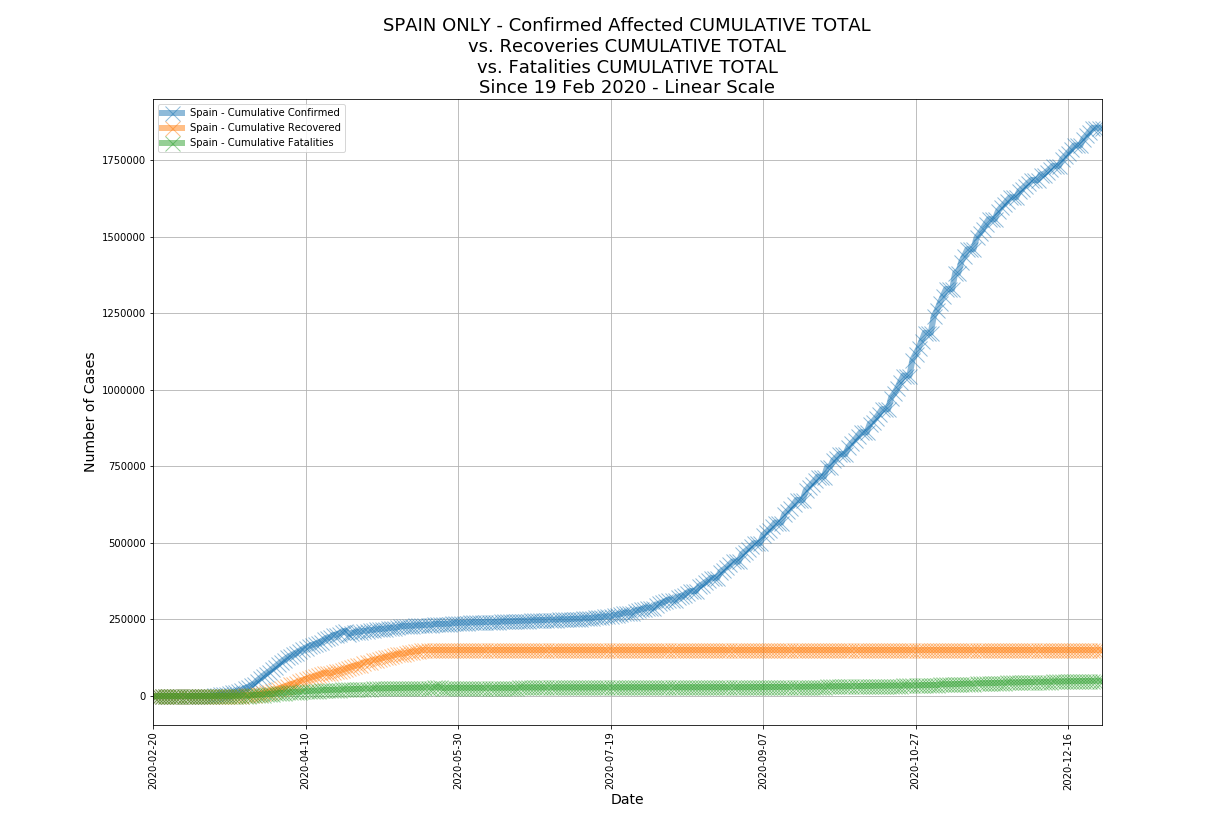 SPAIN ONLY - Confirmed Affected CUMULATIVE TOTAL
vs. Recoveries CUMULATIVE TOTAL
vs. Fatalities CUMULATIVE TOTAL
Since 19 Feb 2020 - Linear Scale
Spain - Cumulative Confirmed
Spain - Cumulative Recovered
Spain - Cumulative Fatalities
Number of Cases
1750000
1500000
1250000
1000000
750000
500000
250000
0
2020-02-20
2020-04-10
2020-05-30
2020-07-19
2020-09-07
2020-10-27
2020-12-16
Date